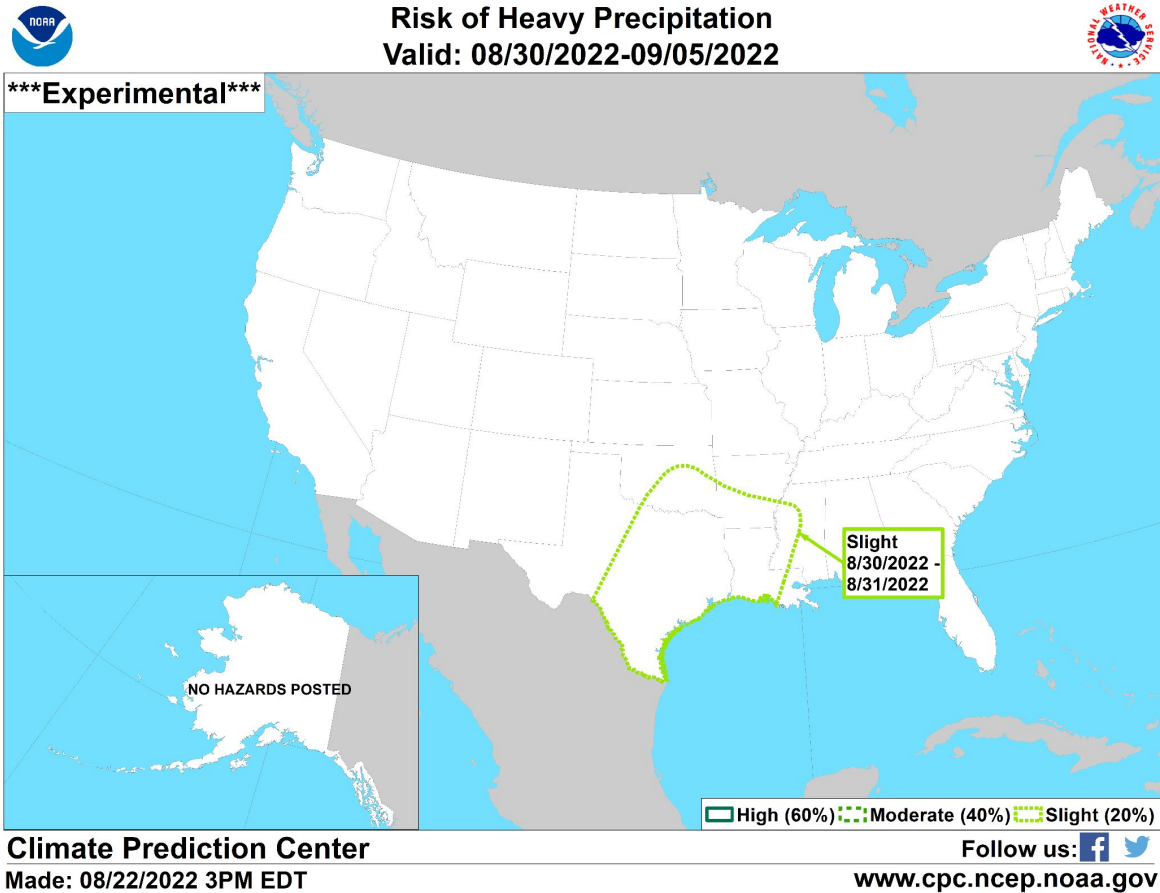 NOAA
Risk of Heavy Precipitation
Valid: 08/30/2022-09/05/2022
NATIONAL WEATHER SERVICE
***Experimental***
Slight
8/30/2022 -
8/31/2022
NO HAZARDS POSTED
High (60%) Moderate (40%) Slight (20%)
Climate Prediction Center
Follow us:
Made: 08/22/2022 3PM EDT
www.cpc.ncep.noaa.gov